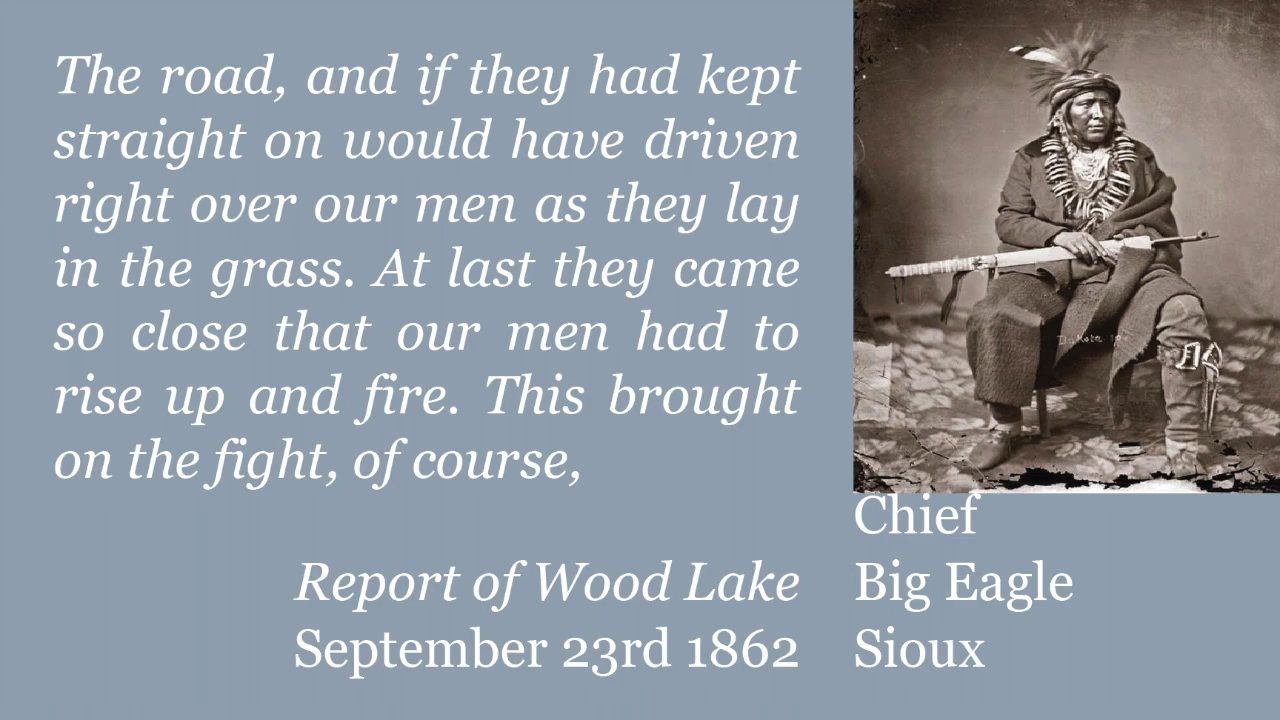 The road, and if they had kept
straight on would have driven
right over our men as they lay
in the grass. At last they came
so close that our men had to
rise up and fire. This brought
on the fight, of course,
Report of Wood Lake
September 23rd 1862
Chief
Big Eagle
Sioux
Dakota